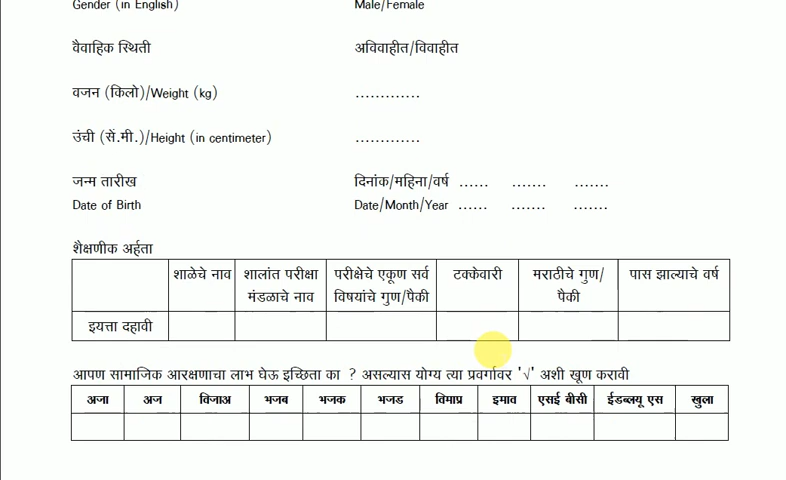 Gender (in English) Male/Female
वैवाहिक स्थिती अविवाहीत/विवाहीत
वजन (किलो)/Weight (kg) .............
उंची (सें.मी.)/Height (in centimeter) .............
जन्म तारीख दिनांक/महिना/वर्ष ...... ....... .......
Date of Birth Date/Month/Year ...... ....... .......
शैक्षणीक अर्हता
शाळेचे नाव शालांत परीक्षा परीक्षेचे एकूण सर्व टक्केवारी मराठीचे गुण/ पास झाल्याचे वर्ष
मंडळाचे नाव विषयांचे गुण/पैकी पैकी
इयत्ता दहावी
आपण सामाजिक आरक्षणाचा लाभ घेऊ इच्छिता का ? असल्यास योग्य त्या प्रवर्गावर '√' अशी खूण करावी
अजा अज विजाअ भजब भजक भजड विमाप्र इमाव एसई बीसी ईडब्लयू एस खुला